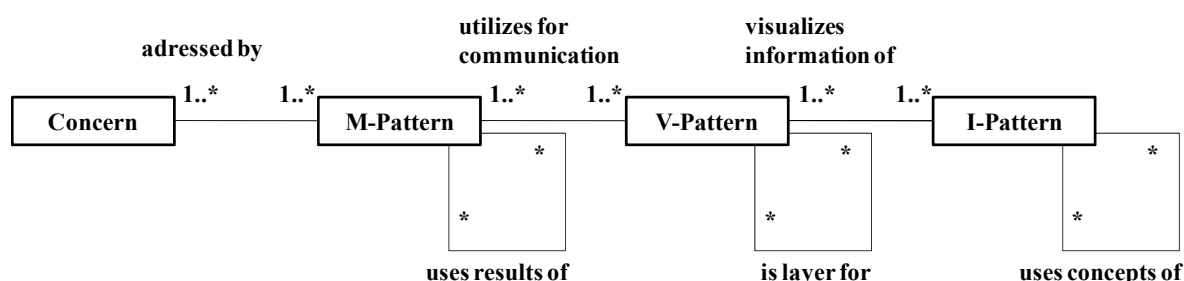 adressed by
utilizes for
communication
visualizes
information of
1..* 1..* 1..* 1..* 1..* 1..*
Concern M-Pattern V-Pattern I-Pattern
* * *
* * *
uses results of is layer for uses concepts of